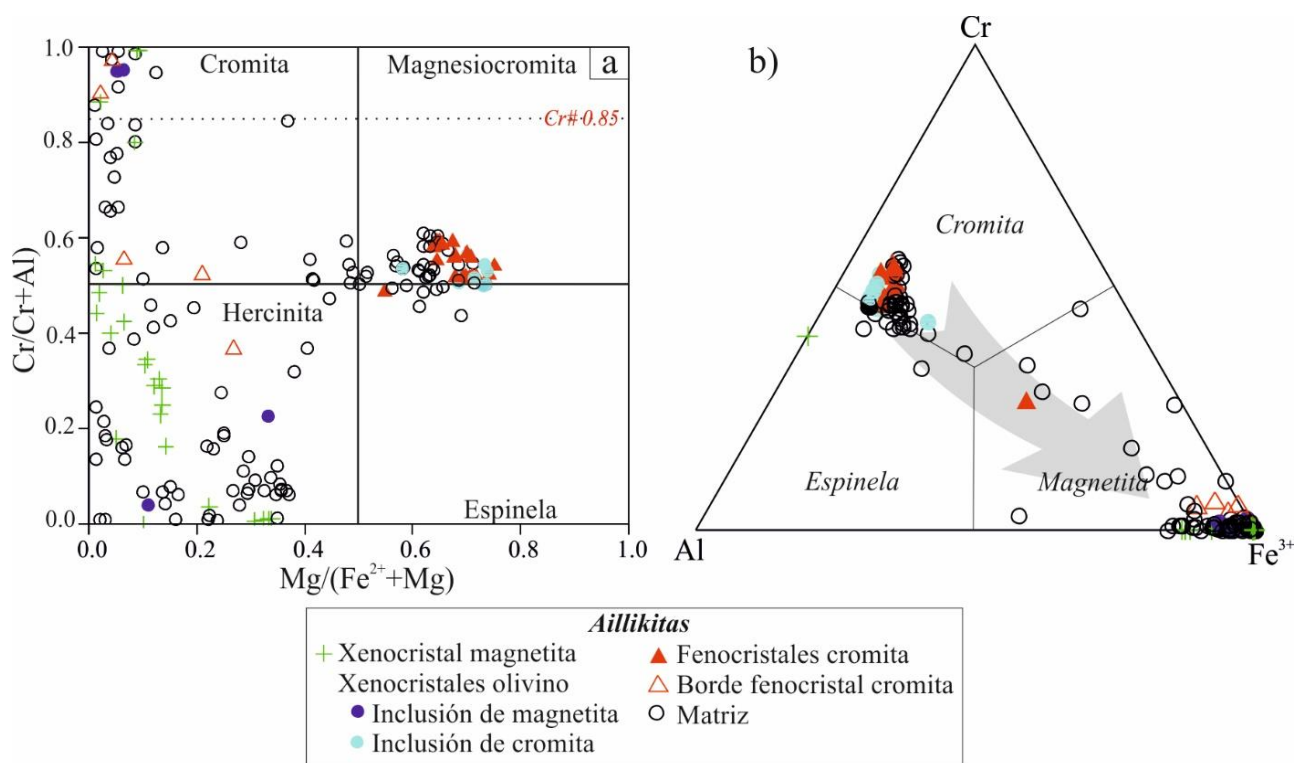 a
Cromita
Magnesiocromita
Cr# 0.85
Hercinita
Espinela
Cr/Cr+Al)
1.0
0.8
0.6
0.4
0.2
0.0
0.0 0.2 0.4 0.6 0.8 1.0
Mg/(Fe²⁺+Mg)
b)
Cr
Cromita
Espinela
Magnetita
Al
Fe³⁺
Aillikitas
Xenocristal magnetita
Xenocristales olivino
Inclusión de magnetita
Inclusión de cromita
Fenocristales cromita
Borde fenocristal cromita
Matriz